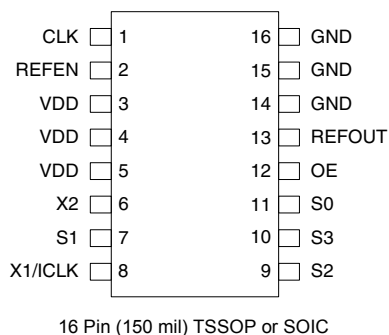 CLK 1 16 GND
REFEN 2 15 GND
VDD 3 14 GND
VDD 4 13 REFOUT
VDD 5 12 OE
X2 6 11 S0
S1 7 10 S3
X1/ICLK 8 9 S2
16 Pin (150 mil) TSSOP or SOIC